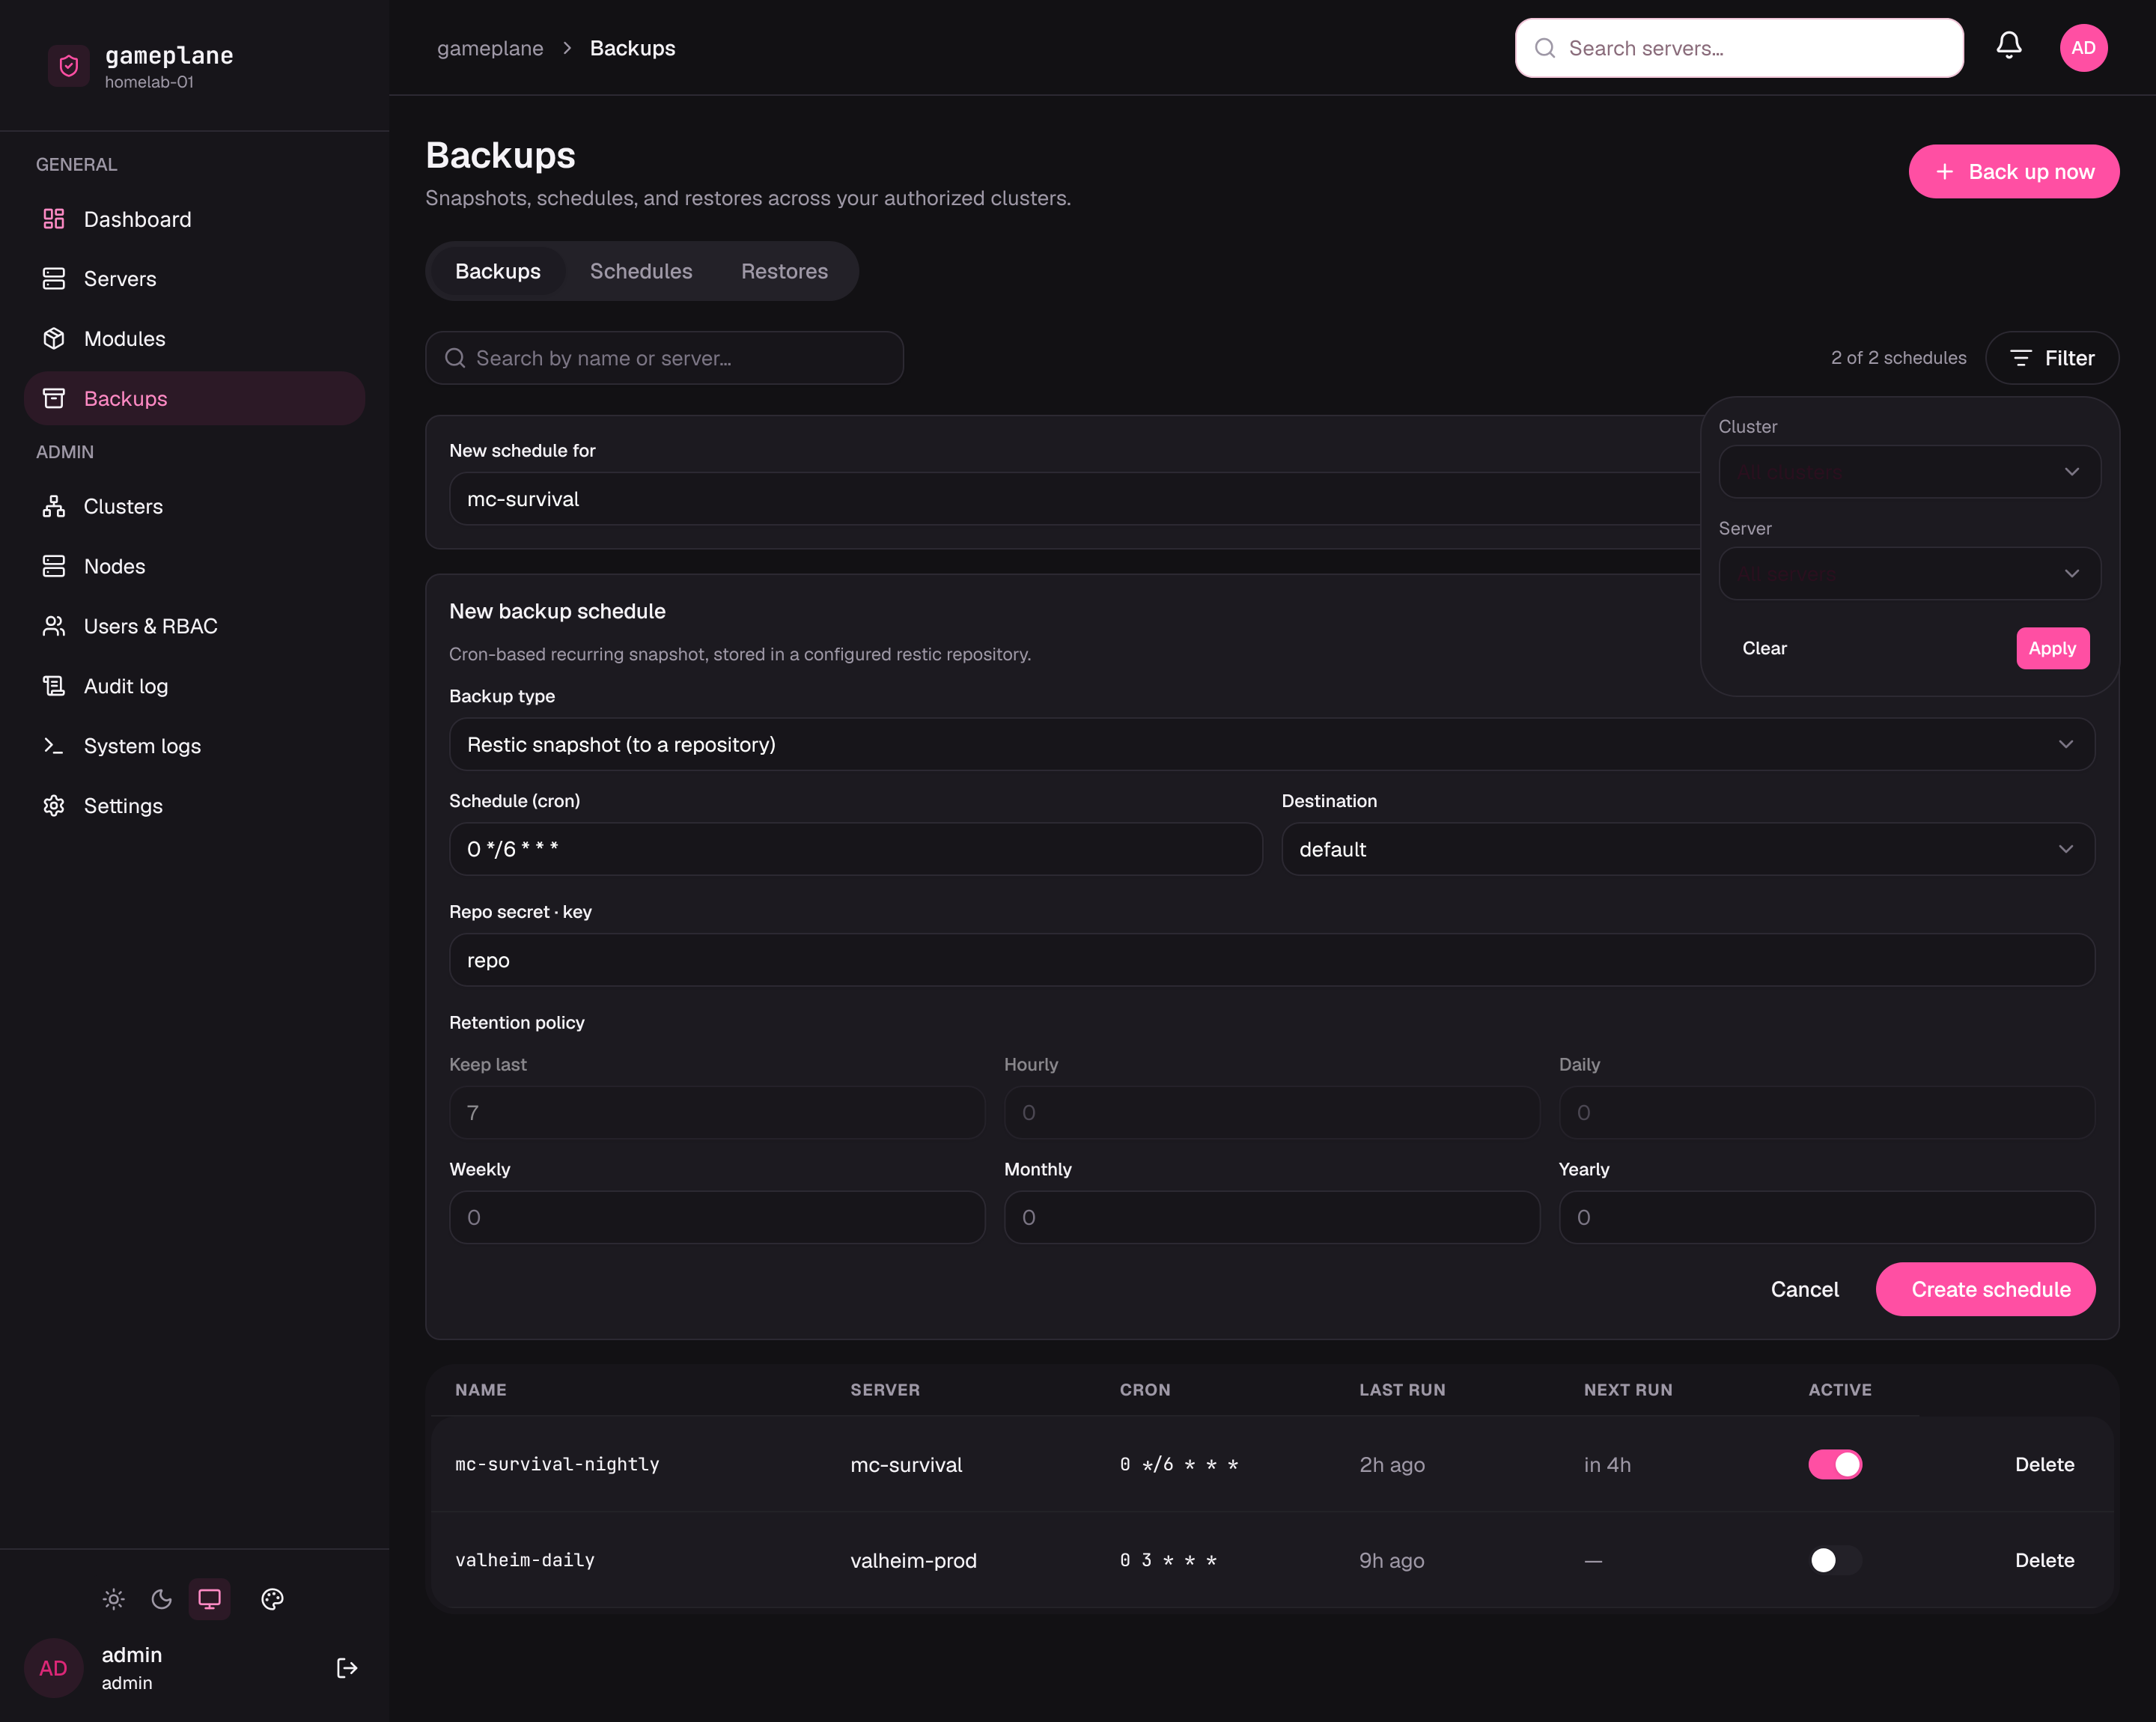 gameplane
homelab-01
GENERAL
Dashboard
Servers
Modules
Backups
ADMIN
Clusters
Nodes
Users & RBAC
Audit log
System logs
Settings
AD
admin
admin
gameplane > Backups
Search servers...
AD
Backups
Snapshots, schedules, and restores across your authorized clusters.
Back up now
Backups Schedules Restores
Search by name or server...
2 of 2 schedules
Filter
Cluster
All clusters
Server
All servers
Clear
Apply
New schedule for
mc-survival
New backup schedule
Cron-based recurring snapshot, stored in a configured restic repository.
Backup type
Restic snapshot (to a repository)
Schedule (cron) Destination
0 */6 * * * default
Repo secret · key
repo
Retention policy
Keep last Hourly Daily
7 0 0
Weekly Monthly Yearly
0 0 0
Cancel Create schedule
NAME SERVER CRON LAST RUN NEXT RUN ACTIVE
mc-survival-nightly mc-survival 0 */6 * * * 2h ago in 4h Delete
valheim-daily valheim-prod 0 3 * * * 9h ago — Delete